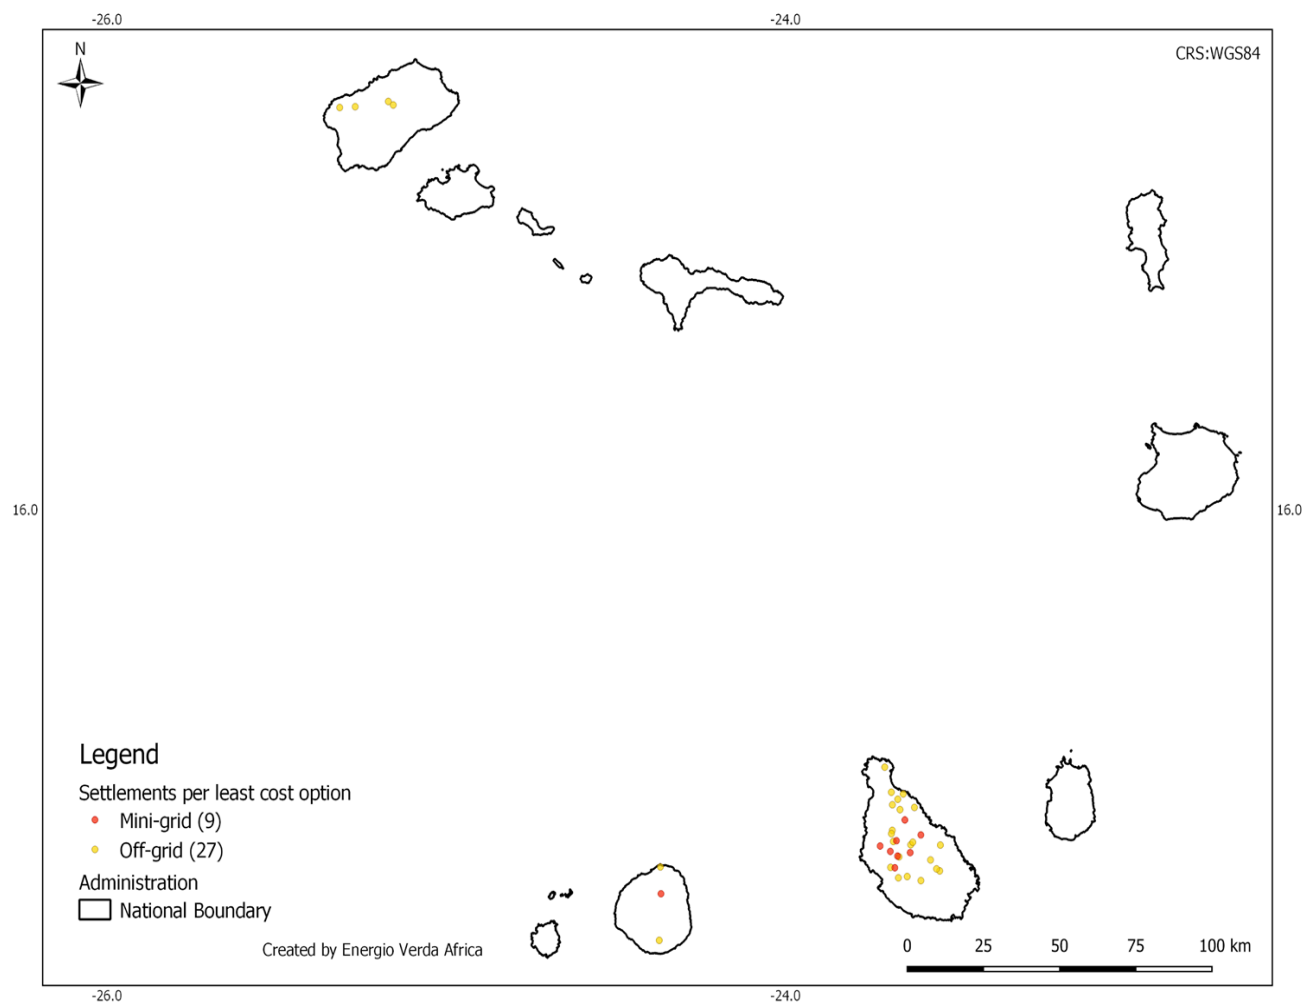 -26.0
-24.0
N
CRS:WGS84
16.0
16.0
Legend
Settlements per least cost option
Mini-grid (9)
Off-grid (27)
Administration
National Boundary
Created by Energio Verda Africa
0 25 50 75 100 km
-26.0
-24.0